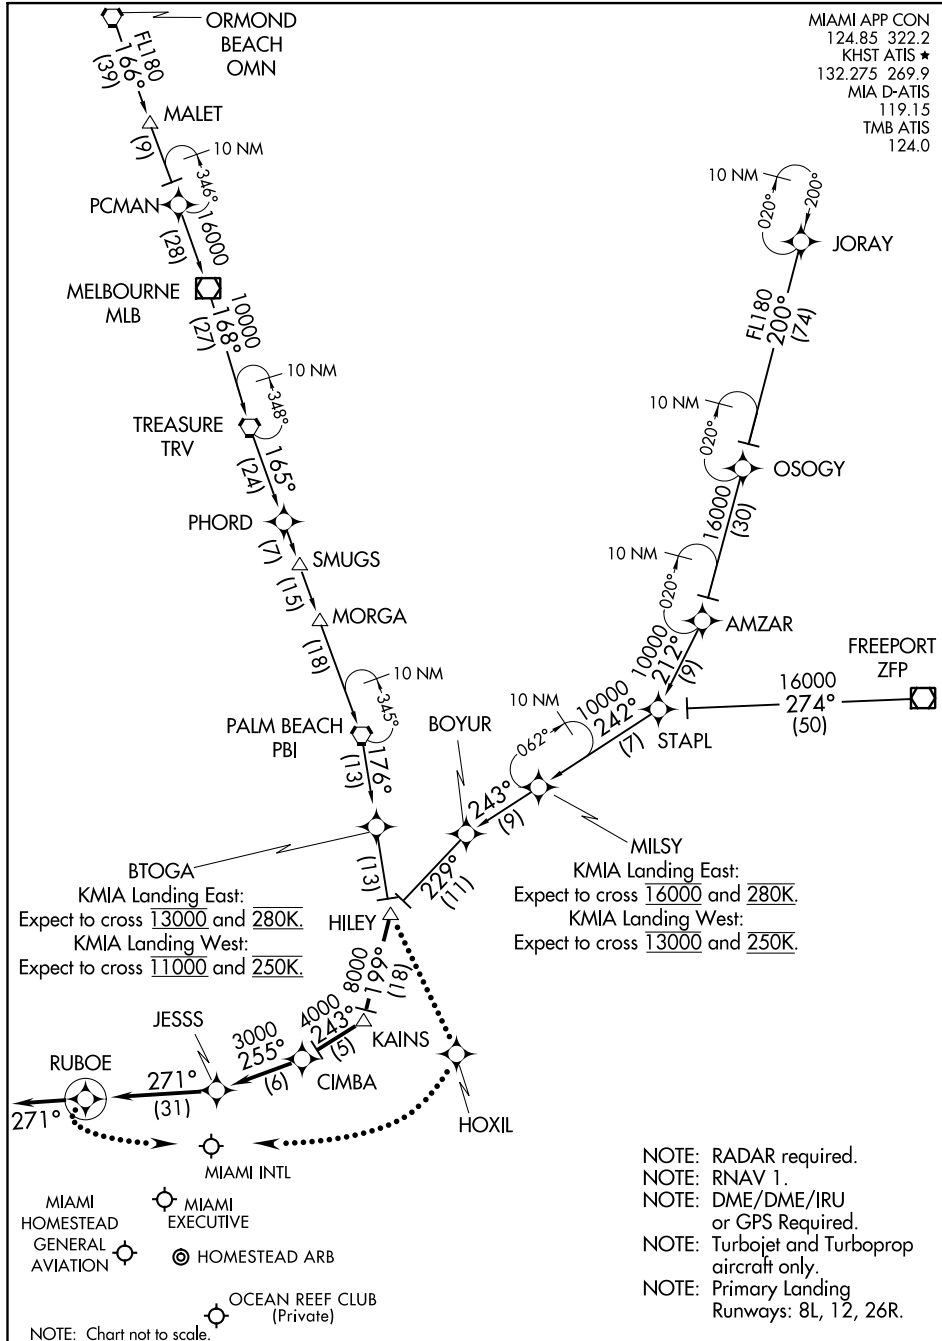 ORMOND
BEACH
OMN
MIAMI APP CON
124.85 322.2
KHST ATIS ★
132.275 269.9
MIA D-ATIS
119.15
TMB ATIS
124.0
FL180
166°
(39)
MALET
(9)
10 NM
346°
PCMAN
16000
(28)
MELBOURNE
MLB
10000
168°
(27)
10 NM
348°
TREASURE
TRV
165°
(24)
PHORD
(7)
SMUGS
(15)
MORGA
(18)
10 NM
345°
PALM BEACH
PBI
176°
(13)
BTOGA
KMIA Landing East:
Expect to cross 13000 and 280K.
KMIA Landing West:
Expect to cross 11000 and 250K.
(13)
HILEY
10 NM
020°
200°
JORAY
FL180
200°
(74)
10 NM
020°
OSOGY
16000
(30)
10 NM
020°
AMZAR
10000
212°
(9)
FREEPORT
ZFP
16000
274°
(50)
STAPL
10000
242°
(7)
10 NM
062°
BOYUR
243°
(9)
MILSY
KMIA Landing East:
Expect to cross 16000 and 280K.
KMIA Landing West:
Expect to cross 13000 and 250K.
229°
(11)
8000
199°
(18)
KAINS
4000
243°
(5)
CIMBA
3000
255°
(6)
JESSS
271°
(31)
RUBOE
271°
HOXIL
MIAMI INTL
MIAMI
EXECUTIVE
MIAMI
HOMESTEAD
GENERAL
AVIATION
HOMESTEAD ARB
OCEAN REEF CLUB
(Private)
NOTE: Chart not to scale.
NOTE: RADAR required.
NOTE: RNAV 1.
NOTE: DME/DME/IRU
or GPS Required.
NOTE: Turbojet and Turboprop
aircraft only.
NOTE: Primary Landing
Runways: 8L, 12, 26R.